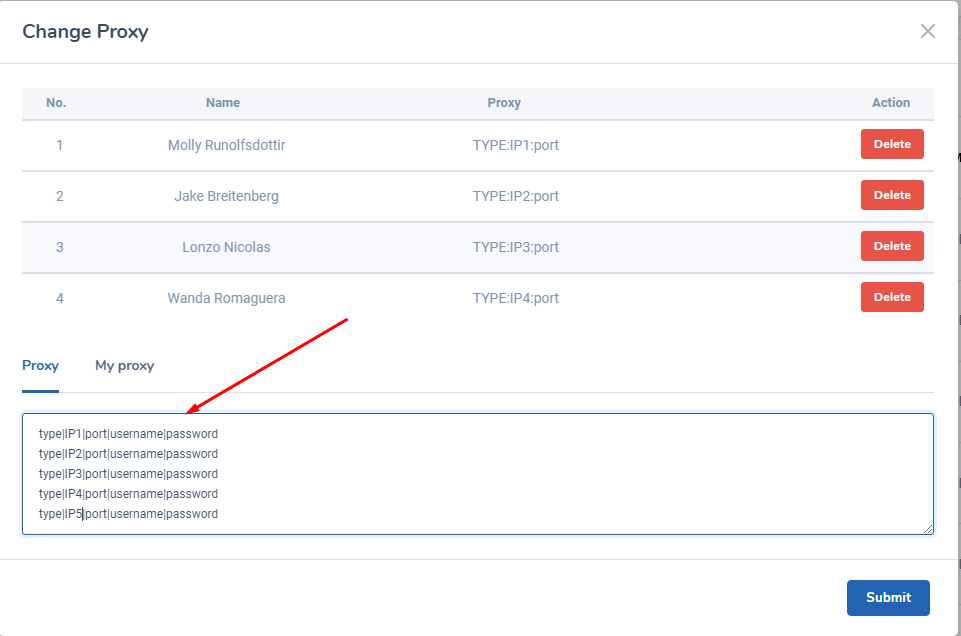 Change Proxy
No. Name Proxy Action
1 Molly Runolfsdottir TYPE:IP1:port Delete
2 Jake Breitenberg TYPE:IP2:port Delete
3 Lonzo Nicolas TYPE:IP3:port Delete
4 Wanda Romaguera TYPE:IP4:port Delete
Proxy My proxy
type|IP1|port|username|password
type|IP2|port|username|password
type|IP3|port|username|password
type|IP4|port|username|password
type|IP5|port|username|password
Submit